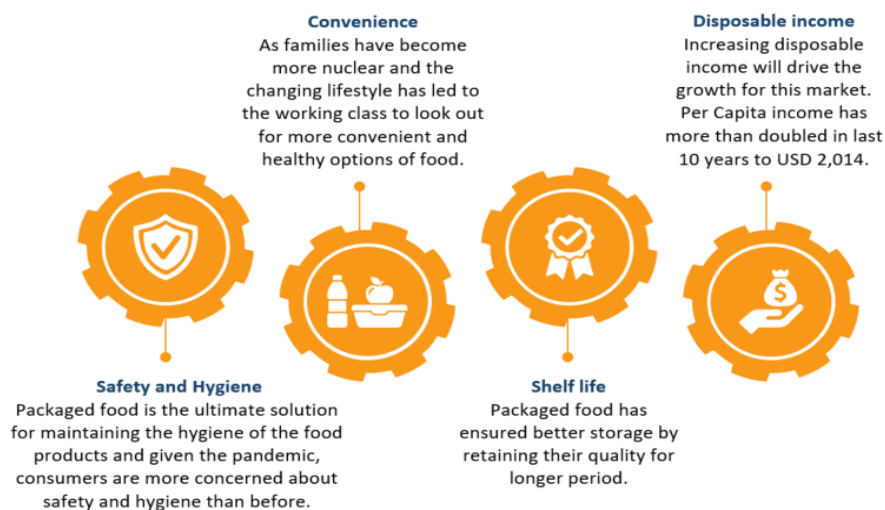 Convenience
As families have become
more nuclear and the
changing lifestyle has led to
the working class to look out
for more convenient and
healthy options of food.
Disposable income
Increasing disposable
income will drive the
growth for this market.
Per Capita income has
more than doubled in last
10 years to USD 2,014.
$
Safety and Hygiene
Packaged food is the ultimate solution
for maintaining the hygiene of the food
products and given the pandemic,
consumers are more concerned about
safety and hygiene than before.
Shelf life
Packaged food has
ensured better storage by
retaining their quality for
longer period.